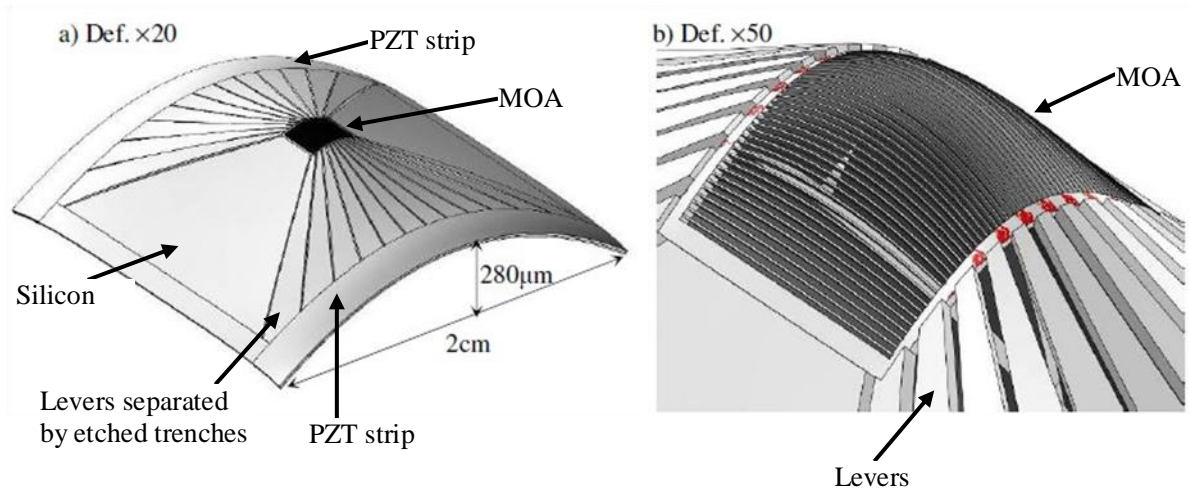 a) Def. ×20
PZT strip
MOA
280μm
2cm
Silicon
Levers separated
by etched trenches
PZT strip
b) Def. ×50
MOA
Levers